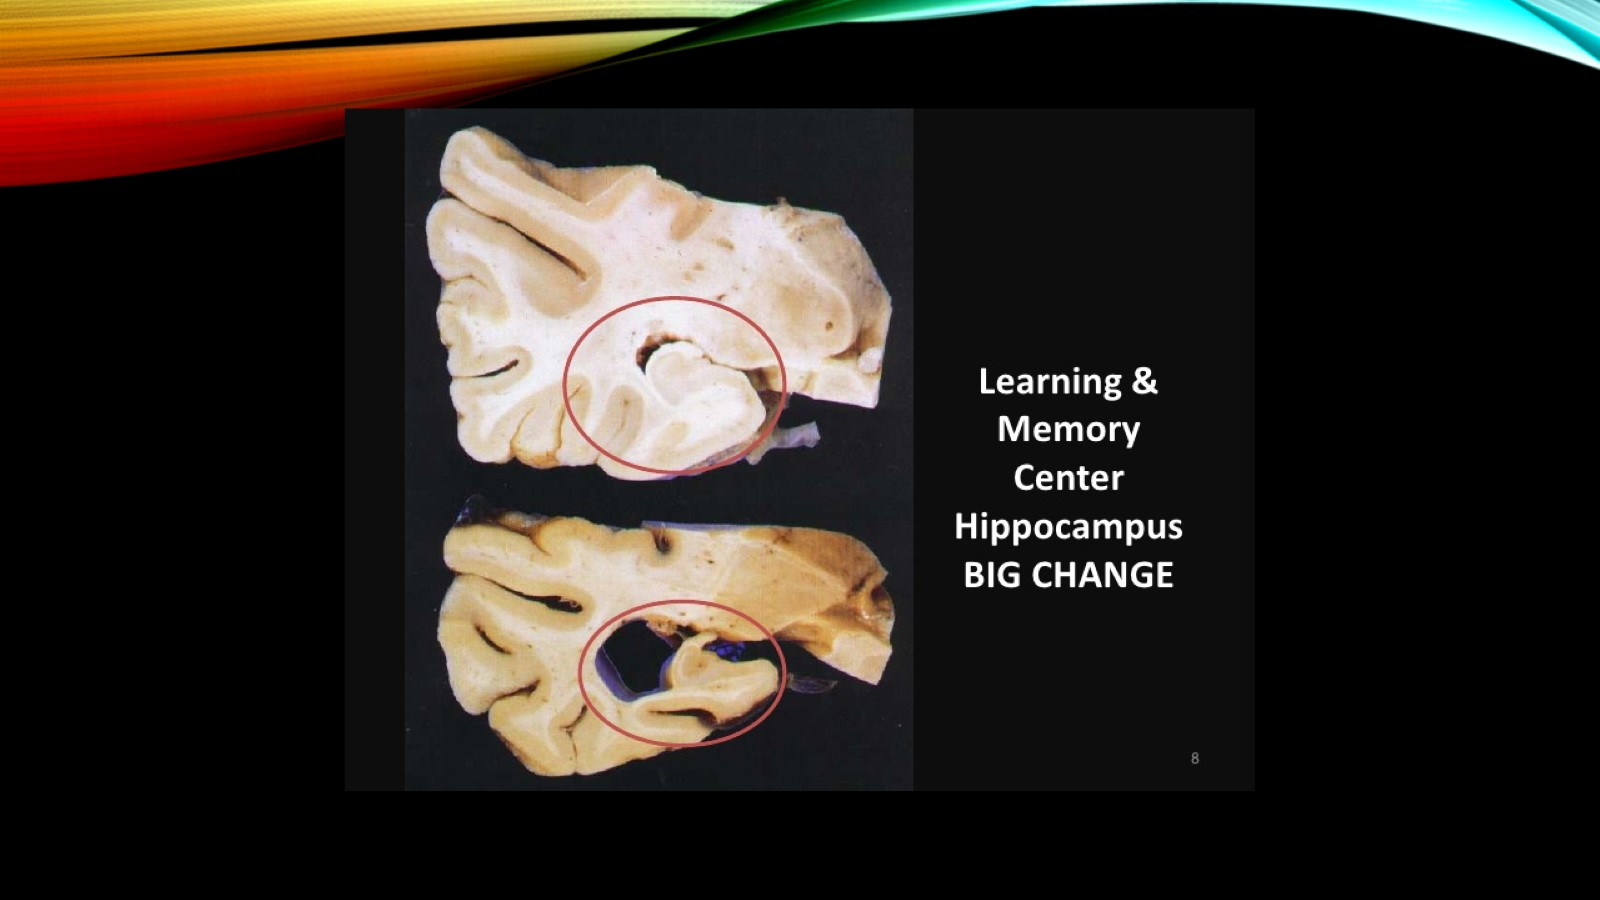 Learning &
Memory
Center
Hippocampus
BIG CHANGE
8